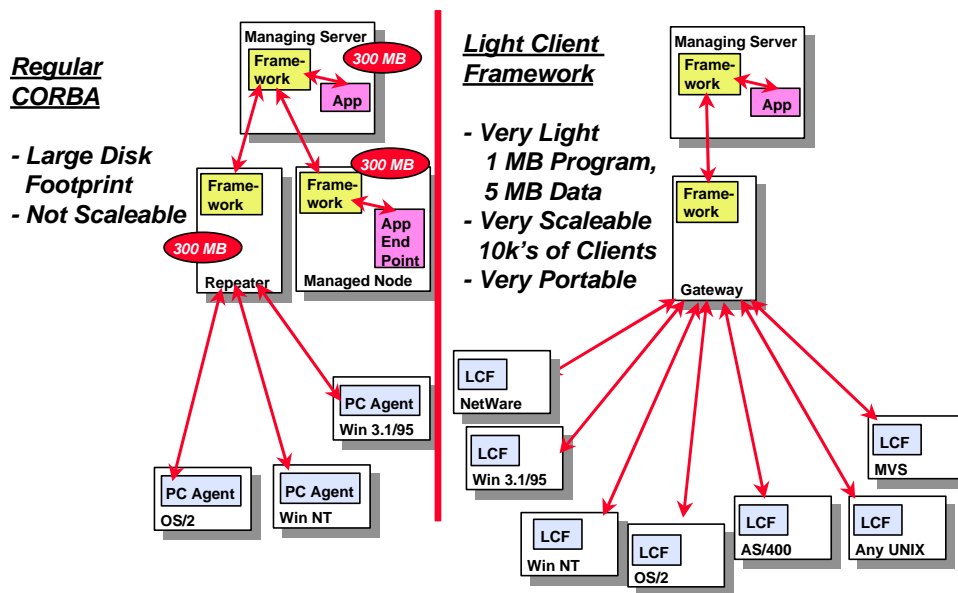 Regular
CORBA
- Large Disk
Footprint
- Not Scaleable
Managing Server
300 MB
Frame-
work
App
Frame-
work
300 MB
Repeater
300 MB
Frame-
work
App
End
Point
Managed Node
PC Agent
Win 3.1/95
PC Agent
OS/2
PC Agent
Win NT
Light Client
Framework
- Very Light
1 MB Program,
5 MB Data
- Very Scaleable
10k's of Clients
- Very Portable
Managing Server
Frame-
work
App
Frame-
work
Gateway
LCF
NetWare
LCF
Win 3.1/95
LCF
Win NT
LCF
OS/2
LCF
AS/400
LCF
Any UNIX
LCF
MVS